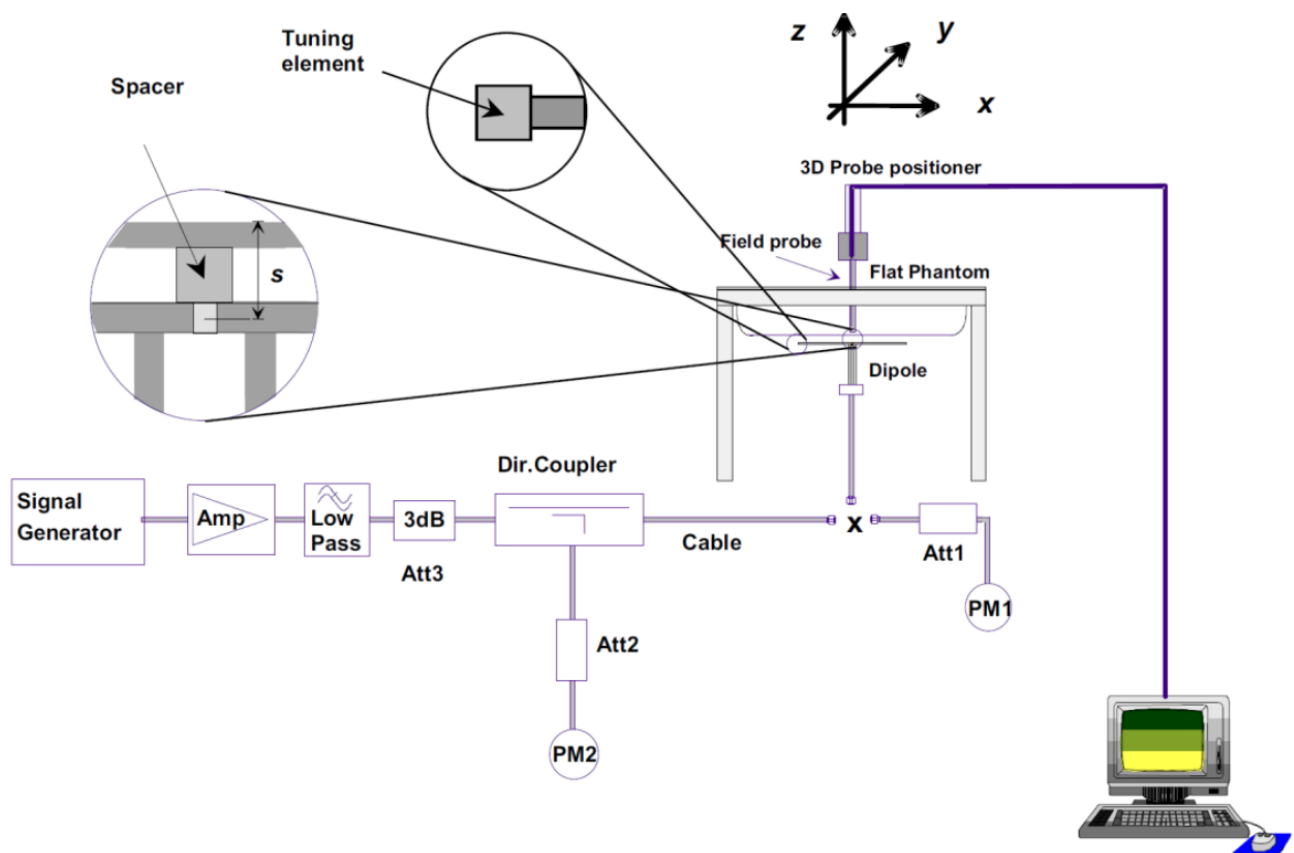 Tuning
element
Spacer
z
y
x
3D Probe positioner
Field probe
Flat Phantom
s
Dipole
Dir.Coupler
Signal
Generator
Amp
Low
Pass
3dB
Att3
Cable
x
Att1
PM1
Att2
PM2